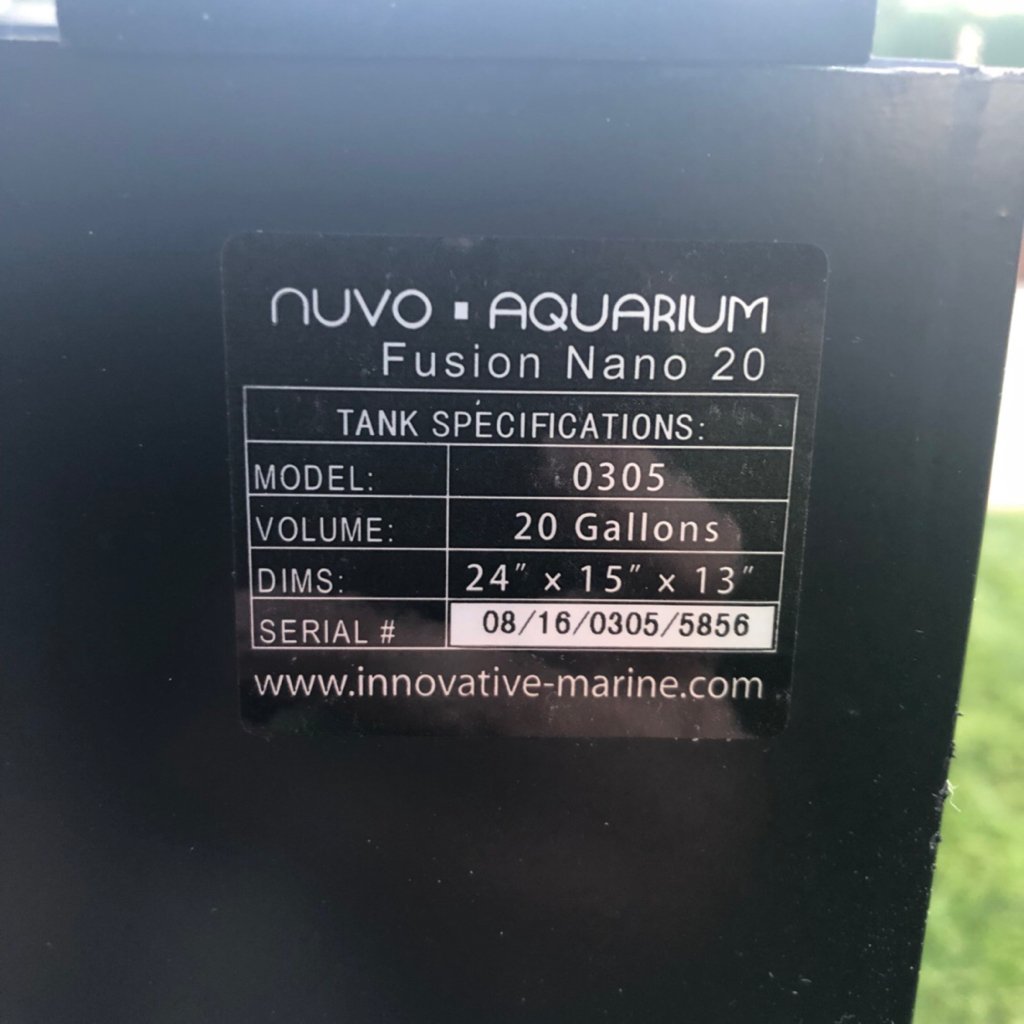 nuvo ▪ AQUARIUM
Fusion Nano 20
TANK SPECIFICATIONS:
MODEL: 0305
VOLUME: 20 Gallons
DIMS: 24" x 15" x 13"
SERIAL # 08/16/0305/5856
www.innovative-marine.com